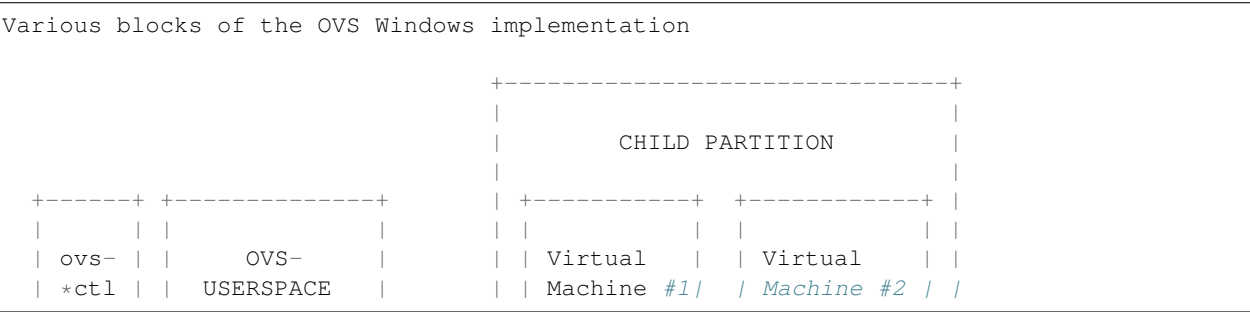 Various blocks of the OVS Windows implementation
                                               +-------------------------------+
                                               |                               |
                                               |        CHILD PARTITION        |
                                               |                               |
  +------+ +--------------+                    | +-----------+  +------------+ |
  |      | |              |                    | |           |  |            | |
  | ovs- | |     OVS-     |                    | | Virtual   |  | Virtual    | |
  | *ctl | |  USERSPACE   |                    | | Machine #1|  | Machine #2 | |